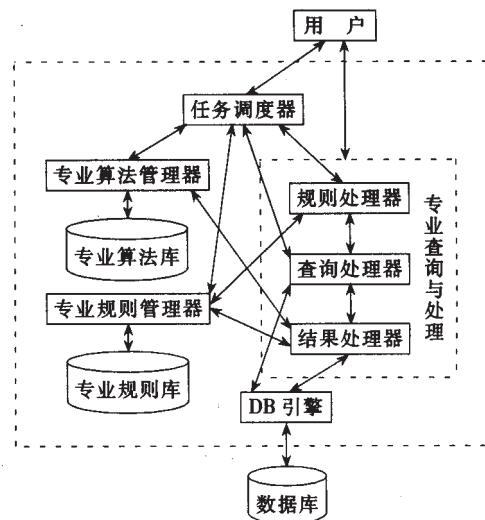 用 户
任务调度器
专业算法管理器
规则处理器
专业算法库
查询处理器
专业规则管理器
结果处理器
专业查询与处理
专业规则库
DB 引擎
数据库